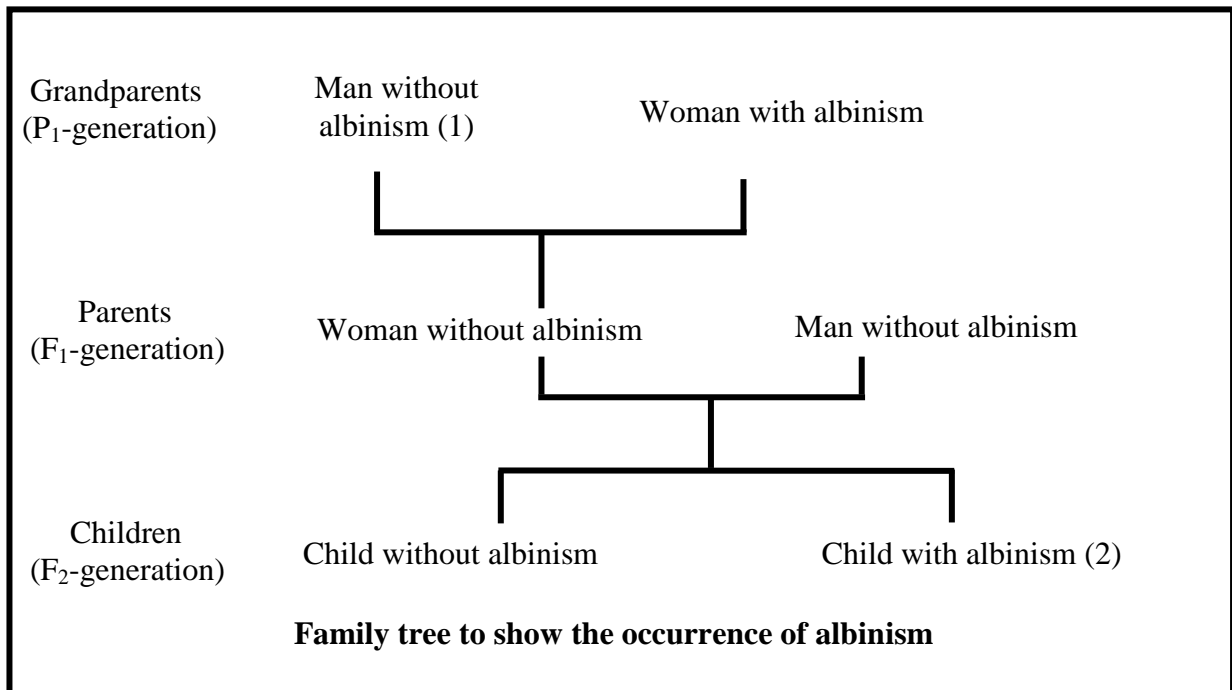 Grandparents
(P₁-generation)
Man without
albinism (1)
Woman with albinism
Parents
(F₁-generation)
Woman without albinism
Man without albinism
Children
(F₂-generation)
Child without albinism
Child with albinism (2)
Family tree to show the occurrence of albinism